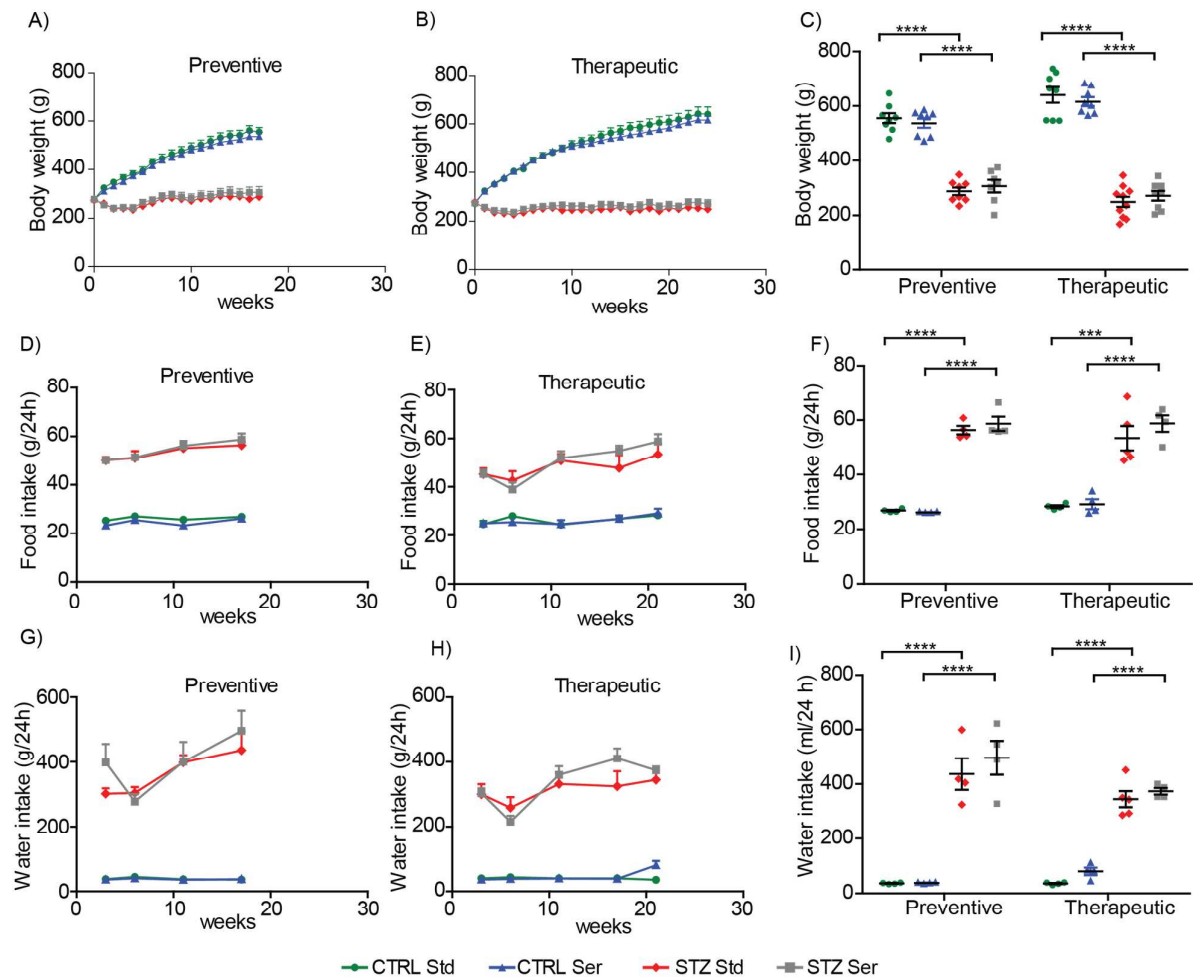 A)
Preventive
Body weight (g)
800
600
400
200
0
0 10 20 30
weeks
B)
Therapeutic
Body weight (g)
800
600
400
200
0
0 10 20 30
weeks
C)
**** ****
**** ****
Body weight (g)
800
600
400
200
0
Preventive Therapeutic
D)
Preventive
Food intake (g/24h)
80
60
40
20
0
0 10 20 30
weeks
E)
Therapeutic
Food intake (g/24h)
80
60
40
20
0
0 10 20 30
weeks
F)
**** ***
**** ****
Food intake (g/24h)
80
60
40
20
0
Preventive Therapeutic
G)
Preventive
Water intake (g/24h)
600
400
200
0
0 10 20 30
weeks
H)
Therapeutic
Water intake (g/24h)
600
400
200
0
0 10 20 30
weeks
I)
**** ****
**** ****
Water intake (ml/24 h)
800
600
400
200
0
Preventive Therapeutic
CTRL Std CTRL Ser STZ Std STZ Ser